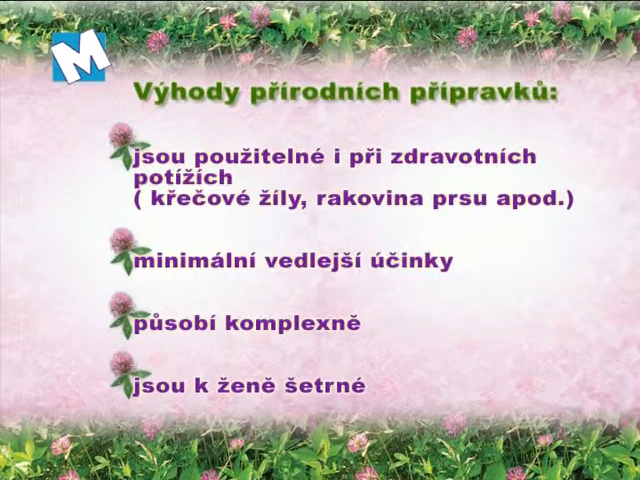 M
Výhody přírodních přípravků:
jsou použitelné i při zdravotních
potížích
( křečové žíly, rakovina prsu apod.)
minimální vedlejší účinky
působí komplexně
jsou k ženě šetrné